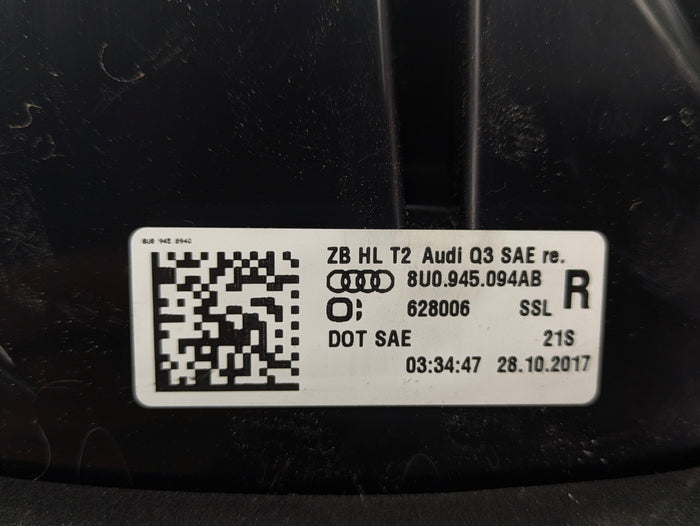 8U0 945 094D
ZB HL T2 Audi Q3 SAE re.
8U0.945.094AB R
628006 SSL
DOT SAE 21S
03:34:47 28.10.2017